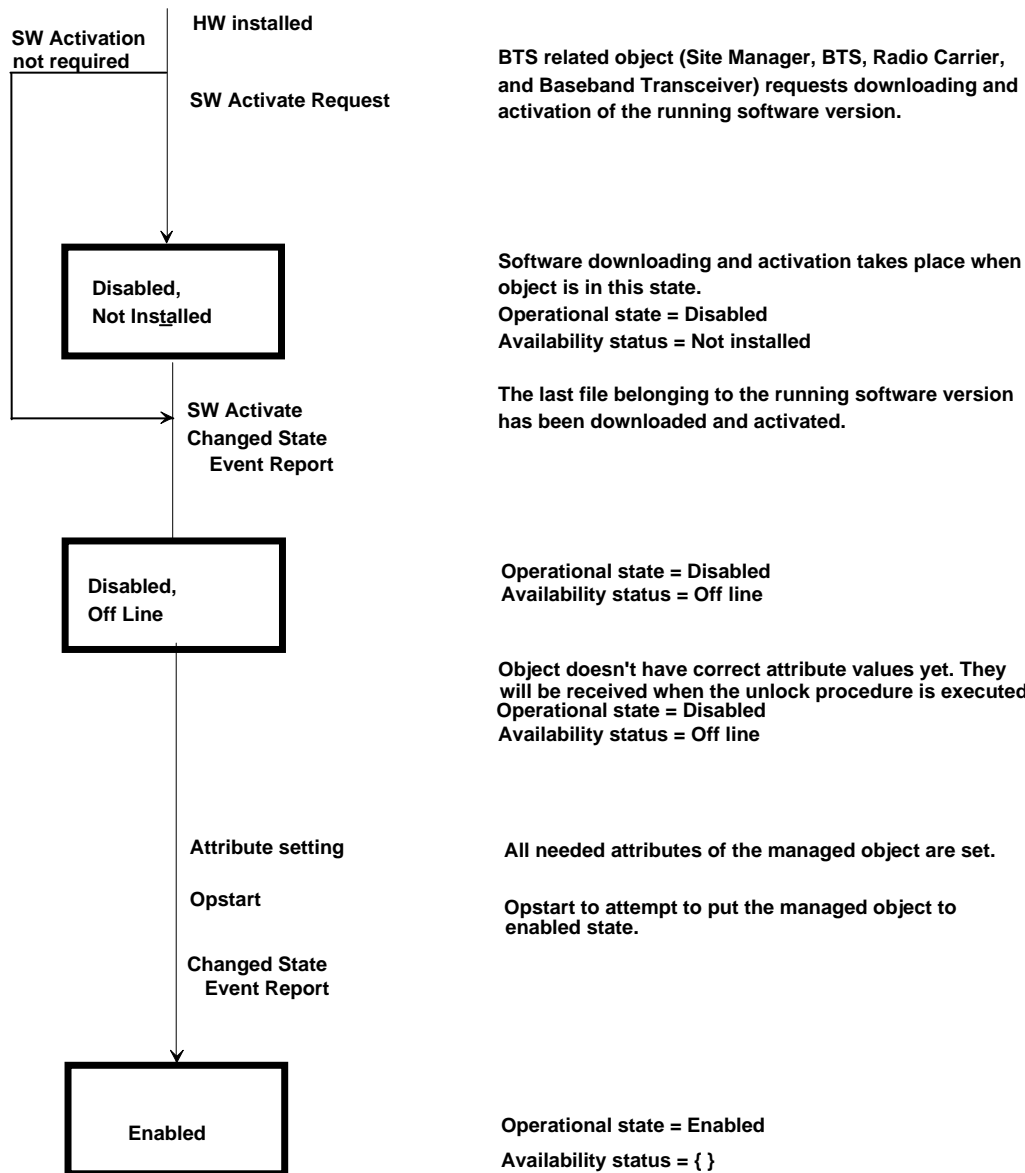 HW installed
SW Activation
not required
BTS related object (Site Manager, BTS, Radio Carrier,
and Baseband Transceiver) requests downloading and
activation of the running software version.
SW Activate Request
Disabled,
Not Installed
Software downloading and activation takes place when
object is in this state.
Operational state = Disabled
Availability status = Not installed
SW Activate
Changed State
Event Report
The last file belonging to the running software version
has been downloaded and activated.
Disabled,
Off Line
Operational state = Disabled
Availability status = Off line
Object doesn't have correct attribute values yet. They
will be received when the unlock procedure is executed
Operational state = Disabled
Availability status = Off line
Attribute setting
All needed attributes of the managed object are set.
Opstart
Opstart to attempt to put the managed object to
enabled state.
Changed State
Event Report
Enabled
Operational state = Enabled
Availability status = { }